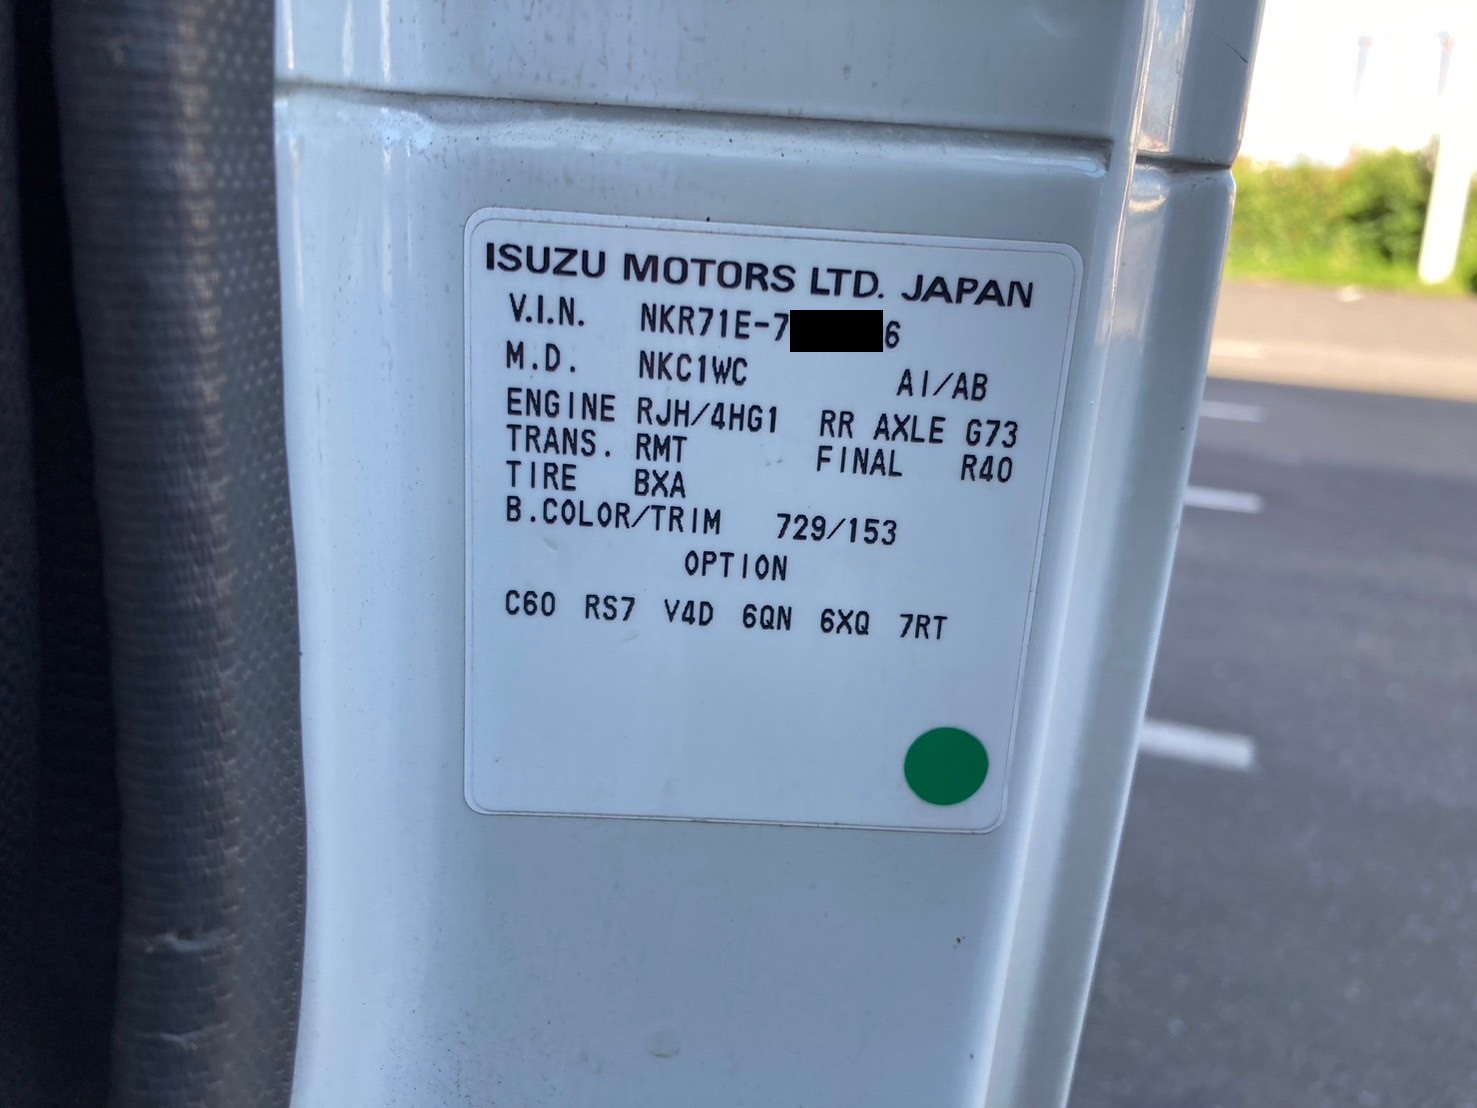 ISUZU MOTORS LTD. JAPAN
V.I.N. NKR71E-7 6
M.D. NKC1WC A1/AB
ENGINE RJH/4HG1 RR AXLE G73
TRANS. RMT FINAL R40
TIRE BXA
B.COLOR/TRIM 729/153
OPTION
C60 RS7 V4D 6QN 6XQ 7RT